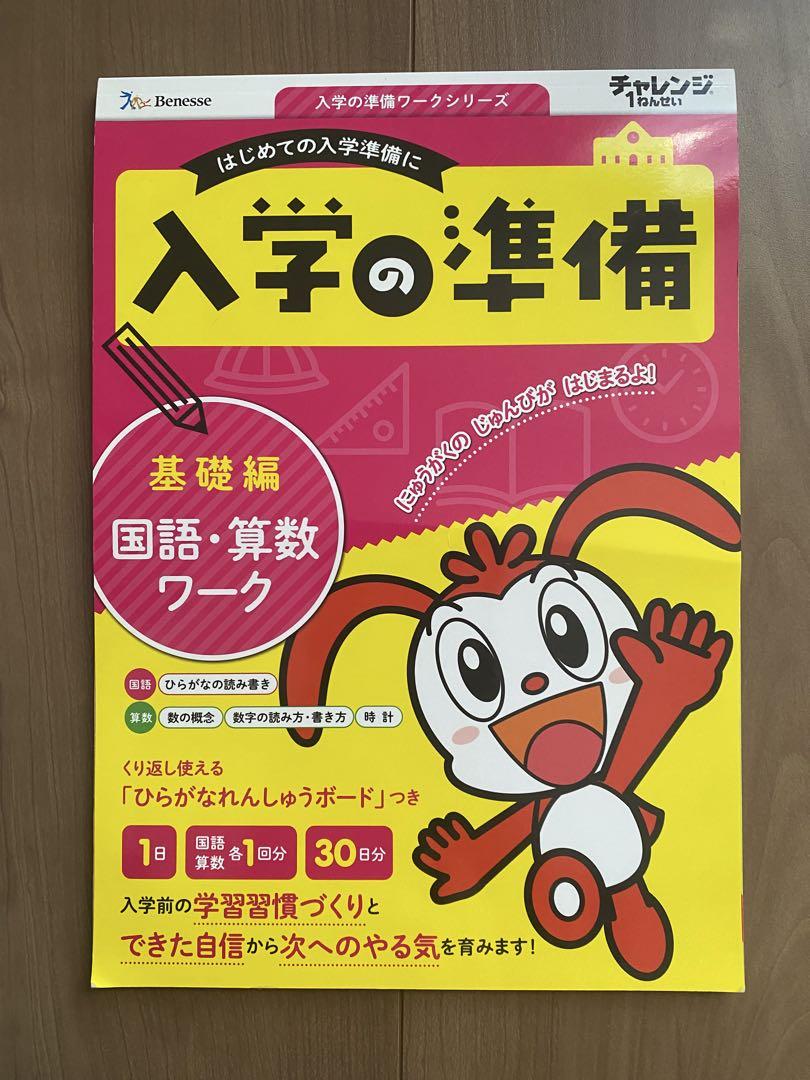 Benesse
入学の準備ワークシリーズ
チャレンジ
1ねんせい
はじめての入学準備に
入学の準備
にゅうがくの じゅんびが はじまるよ!
基礎編
国語・算数
ワーク
国語 ひらがなの読み書き
算数 数の概念 数字の読み方・書き方 時計
くり返し使える
「ひらがなれんしゅうボード」つき
1日 国語 算数 各1回分 30日分
入学前の学習習慣づくりと
できた自信から次へのやる気を育みます!